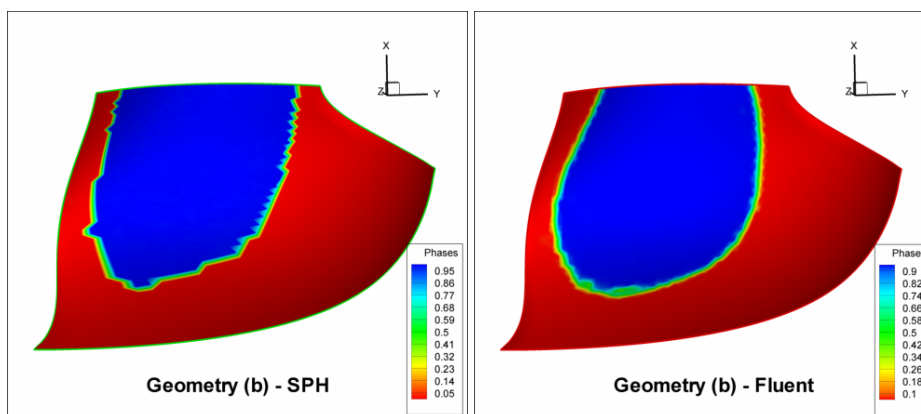 X
Z
Y
Phases
0.95
0.86
0.77
0.68
0.59
0.5
0.41
0.32
0.23
0.14
0.05
Geometry (b) - SPH
X
Z
Y
Phases
0.9
0.82
0.74
0.66
0.58
0.5
0.42
0.34
0.26
0.18
0.1
Geometry (b) - Fluent